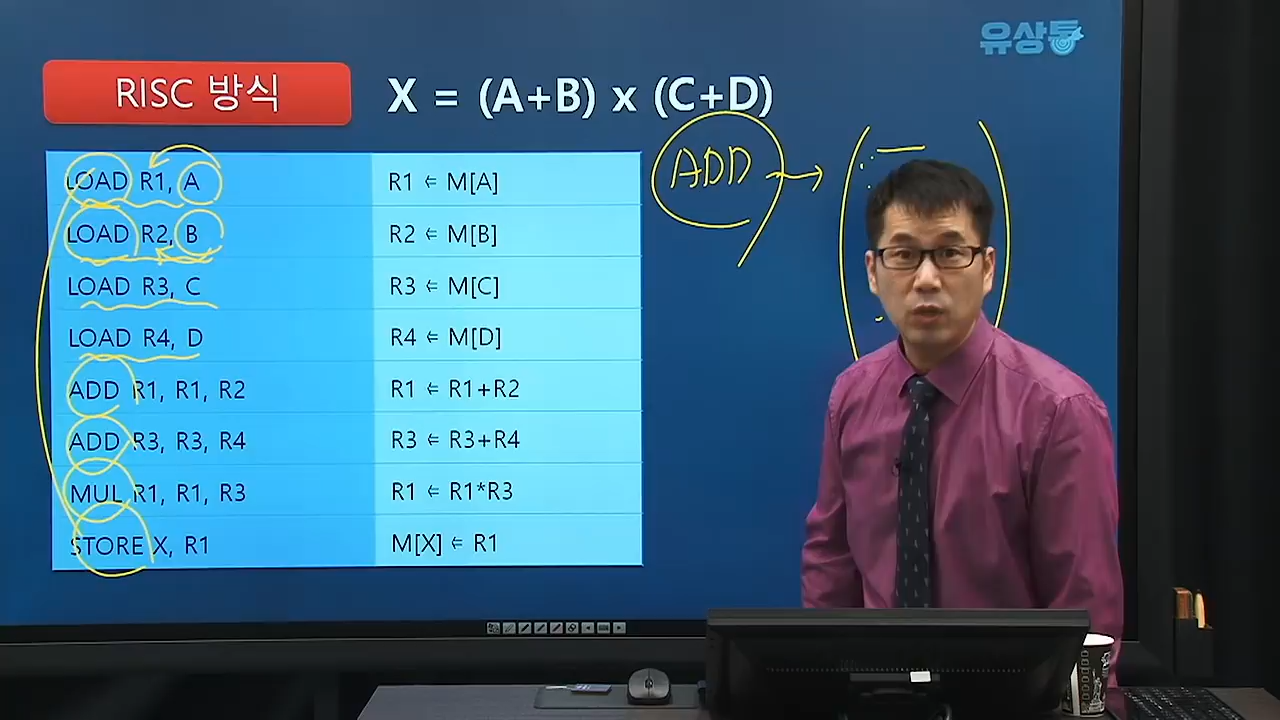 유상통
RISC 방식 X = (A+B) x (C+D)
ADD
LOAD R1, A R1 ⇐ M[A]
LOAD R2, B R2 ⇐ M[B]
LOAD R3, C R3 ⇐ M[C]
LOAD R4, D R4 ⇐ M[D]
ADD R1, R1, R2 R1 ⇐ R1+R2
ADD R3, R3, R4 R3 ⇐ R3+R4
MUL R1, R1, R3 R1 ⇐ R1*R3
STORE X, R1 M[X] ⇐ R1